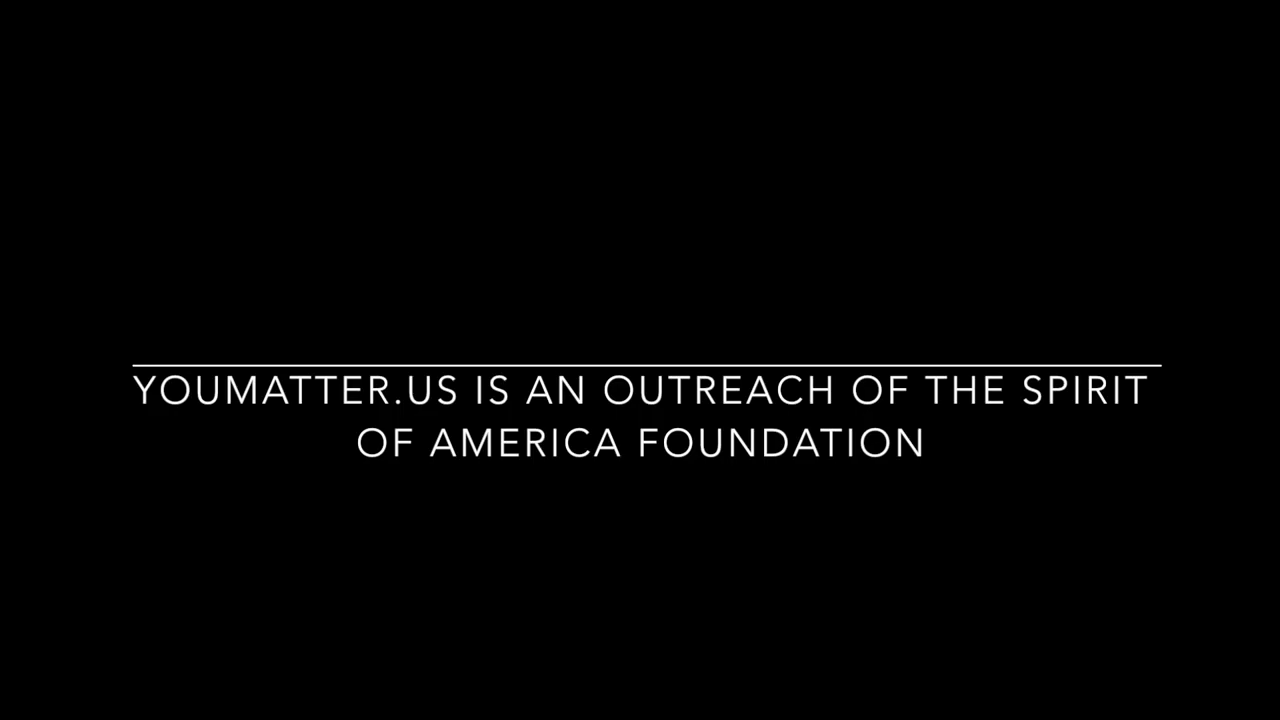 YOUMATTER.US IS AN OUTREACH OF THE SPIRIT
OF AMERICA FOUNDATION